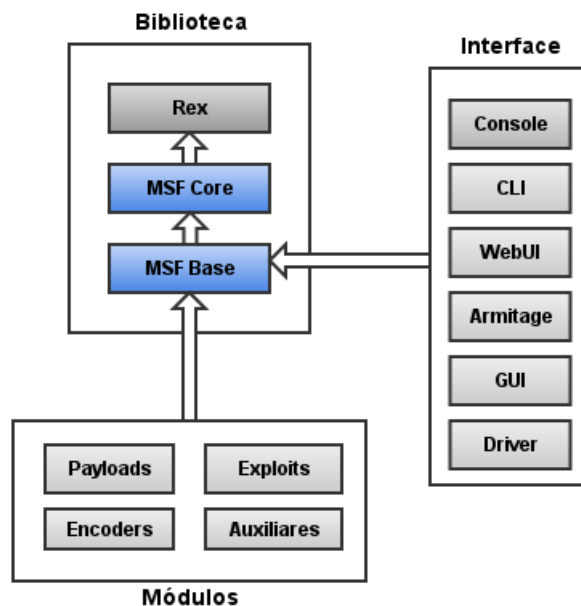 Biblioteca
Rex
MSF Core
MSF Base
Interface
Console
CLI
WebUI
Armitage
GUI
Driver
Payloads
Exploits
Encoders
Auxiliares
Módulos